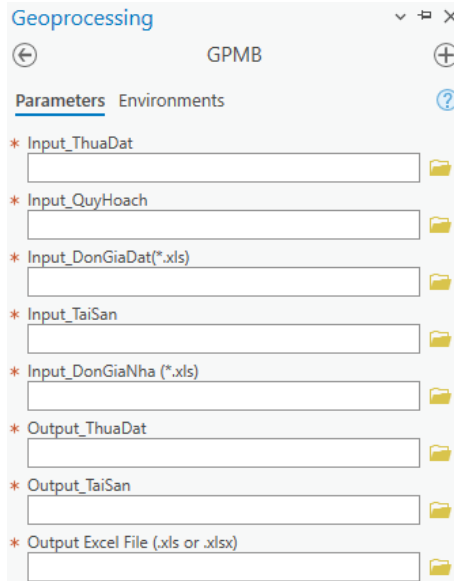 Geoprocessing
GPMB
Parameters Environments
* Input_ThuaDat
* Input_QuyHoach
* Input_DonGiaDat(*.xls)
* Input_TaiSan
* Input_DonGiaNha (*.xls)
* Output_ThuaDat
* Output_TaiSan
* Output Excel File (.xls or .xlsx)